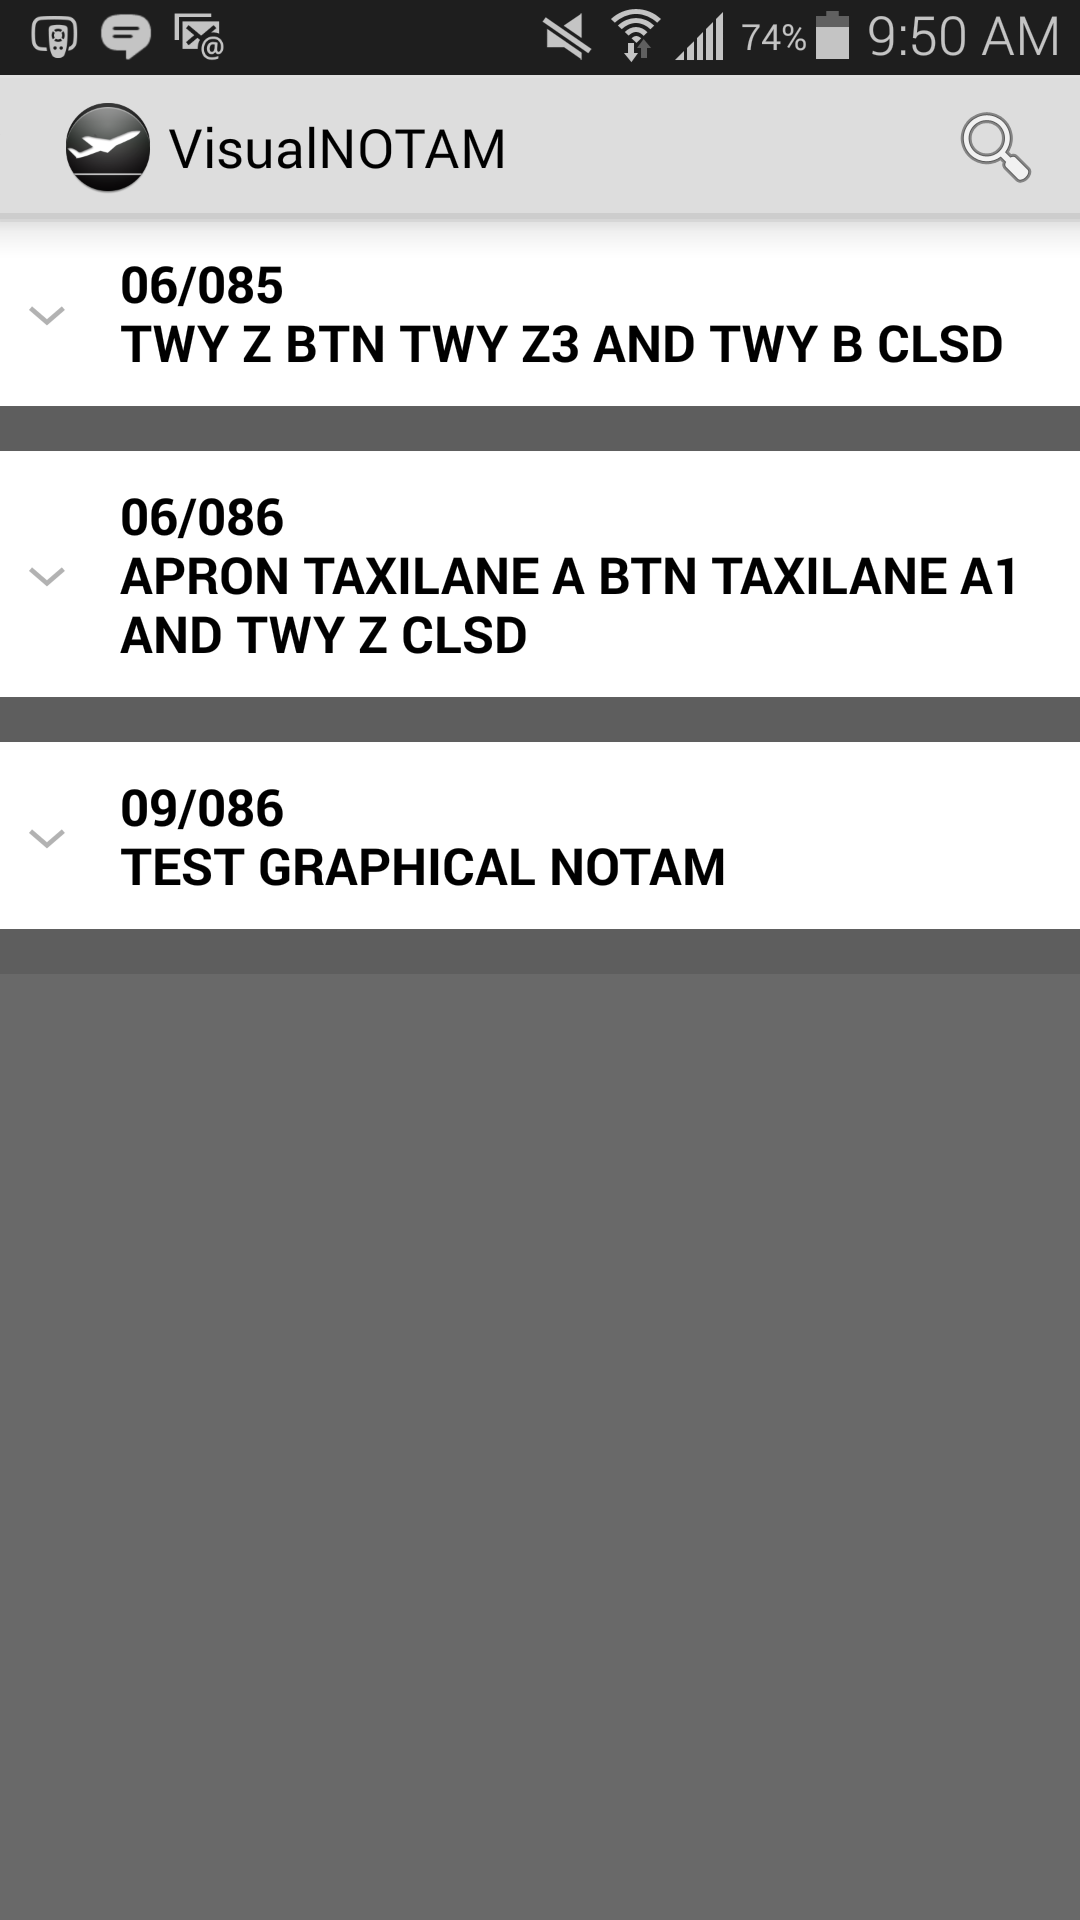 74% 9:50 AM
VisualNOTAM
06/085
TWY Z BTN TWY Z3 AND TWY B CLSD
06/086
APRON TAXILANE A BTN TAXILANE A1
AND TWY Z CLSD
09/086
TEST GRAPHICAL NOTAM